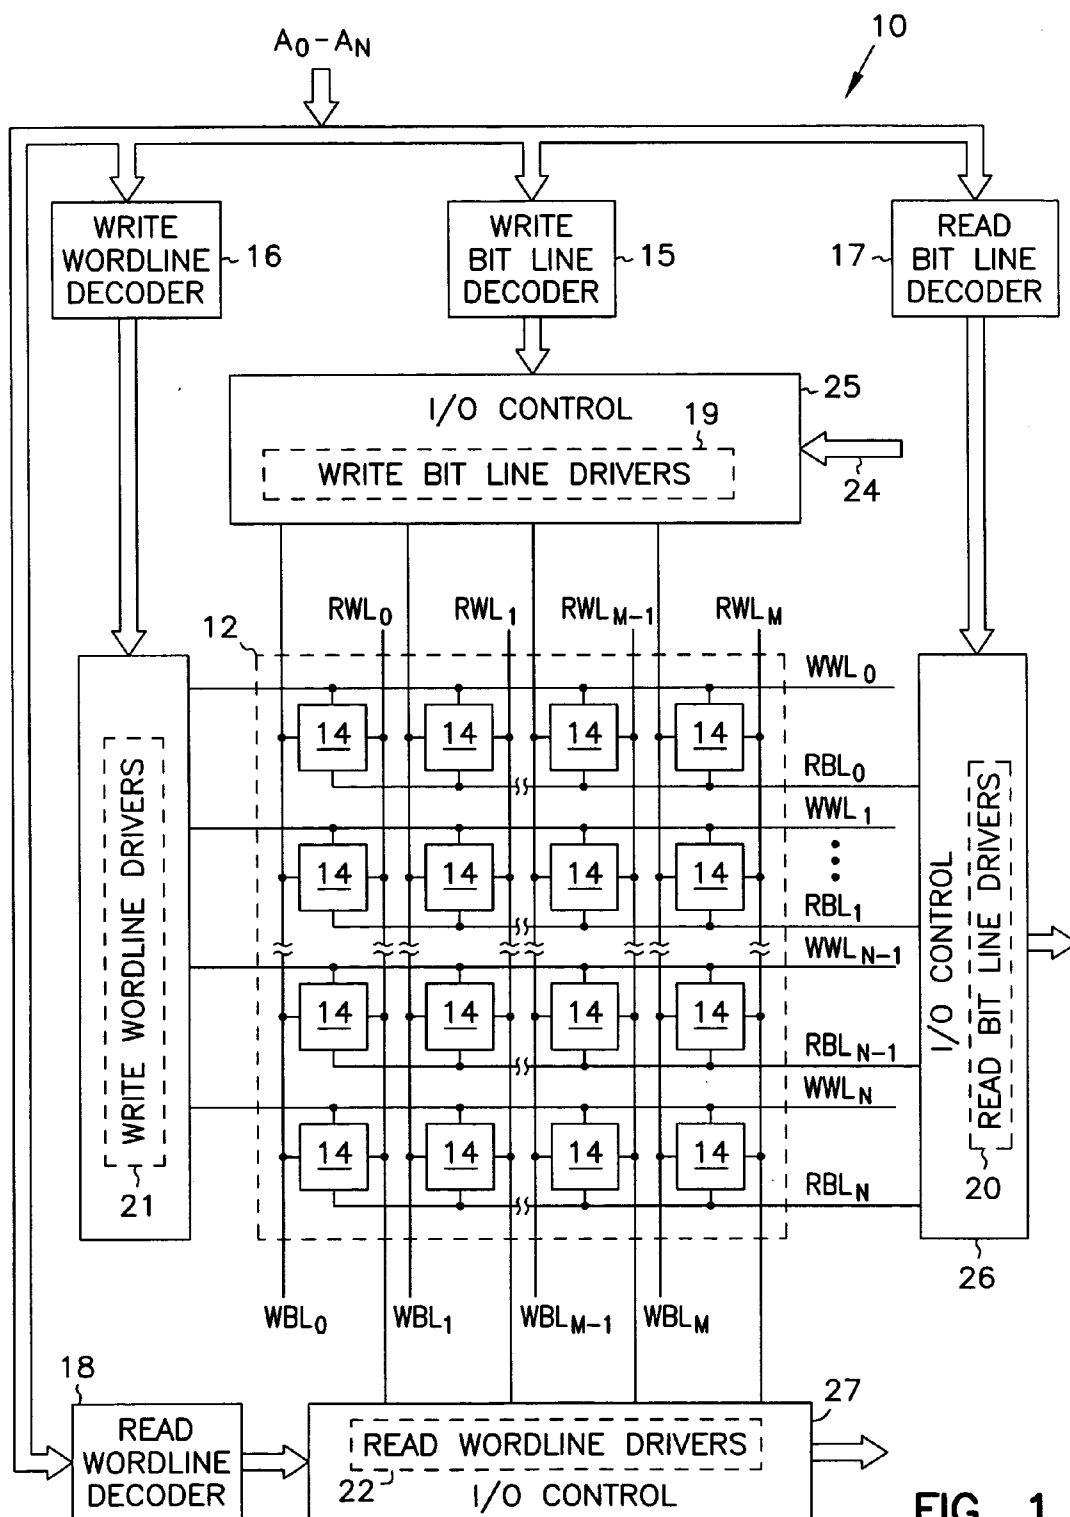 A0-AN
10
WRITE WORDLINE DECODER
16
WRITE BIT LINE DECODER
15
17
READ BIT LINE DECODER
I/O CONTROL
25
19
WRITE BIT LINE DRIVERS
24
12
RWL0 RWL1 RWLM-1 RWLM
WWL0
14 14 14 14
RBL0
WWL1
14 14 14 14
RBL1
WWLN-1
14 14 14 14
RBLN-1
WWLN
14 14 14 14
RBLN
WRITE WORDLINE DRIVERS
21
I/O CONTROL
READ BIT LINE DRIVERS
20
26
WBL0 WBL1 WBLM-1 WBLM
18
READ WORDLINE DECODER
27
READ WORDLINE DRIVERS
22
I/O CONTROL
FIG. 1